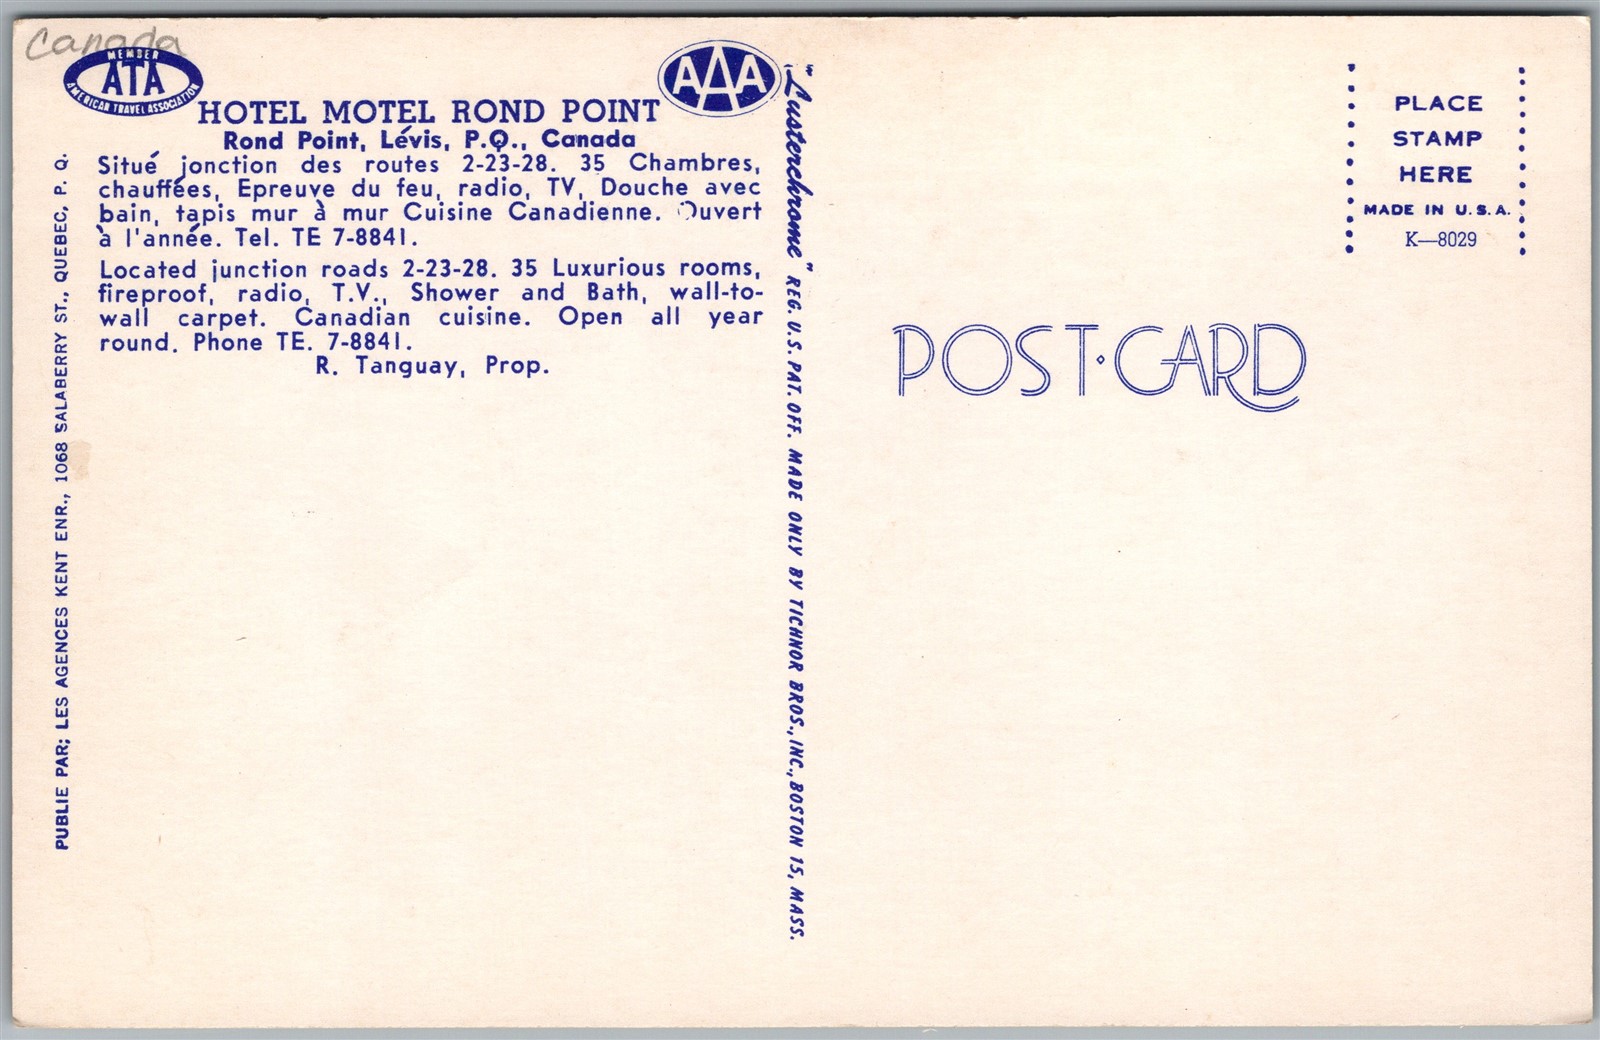 Canada
MEMBER
ATA
AMERICAN TRAVEL ASSOCIATION
AAA
HOTEL MOTEL ROND POINT
Rond Point, Lévis, P.Q., Canada
Situé jonction des routes 2-23-28. 35 Chambres,
chauffées, Epreuve du feu, radio, TV, Douche avec
bain, tapis mur à mur Cuisine Canadienne. Ouvert
à l'année. Tel. TE 7-8841.
Located junction roads 2-23-28. 35 Luxurious rooms,
fireproof, radio, T.V., Shower and Bath, wall-to-
wall carpet. Canadian cuisine. Open all year
round. Phone TE. 7-8841.
R. Tanguay, Prop.
PUBLIE PAR; LES AGENCES KENT ENR., 1068 SALABERRY ST., QUEBEC, P. Q.
"Lusterchrome" REG. U.S. PAT. OFF. MADE ONLY BY TICHNOR BROS., INC., BOSTON 15, MASS.
PLACE
STAMP
HERE
MADE IN U.S.A.
K—8029
POST·CARD